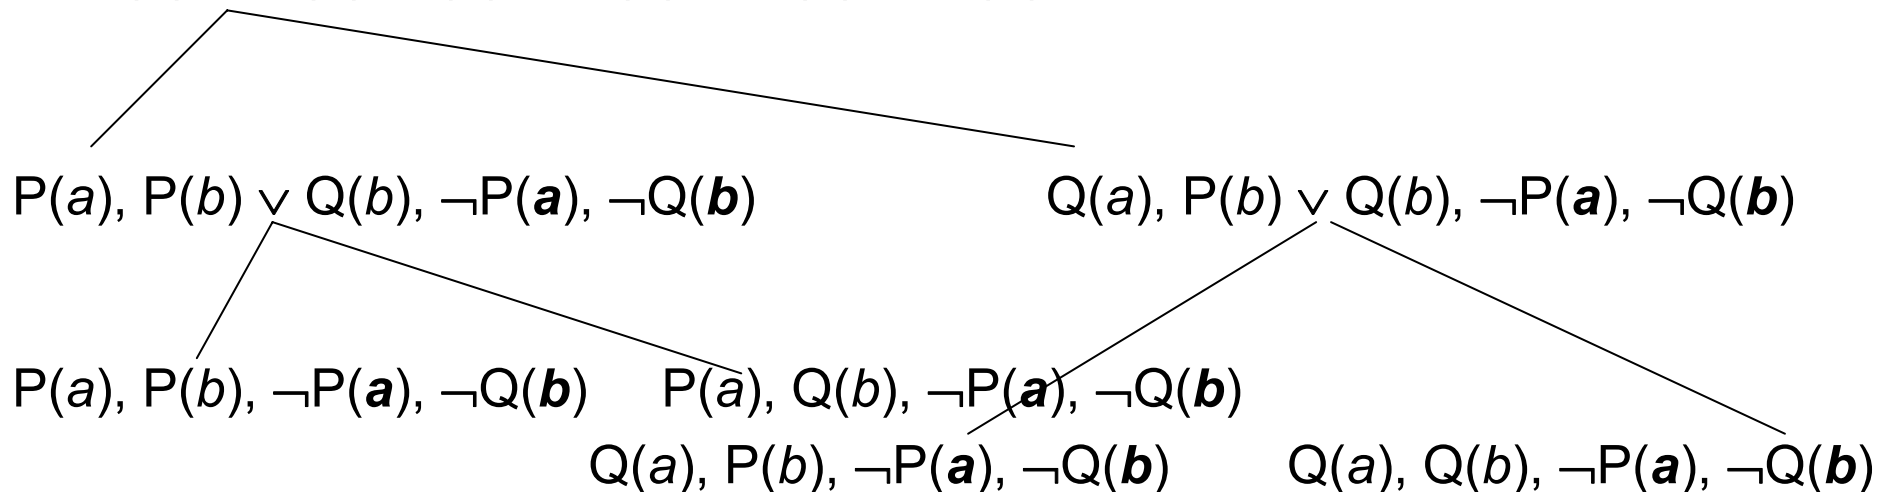 P(a), P(b) ∨ Q(b), ¬P(a), ¬Q(b) Q(a), P(b) ∨ Q(b), ¬P(a), ¬Q(b)
P(a), P(b), ¬P(a), ¬Q(b) P(a), Q(b), ¬P(a), ¬Q(b)
Q(a), P(b), ¬P(a), ¬Q(b) Q(a), Q(b), ¬P(a), ¬Q(b)